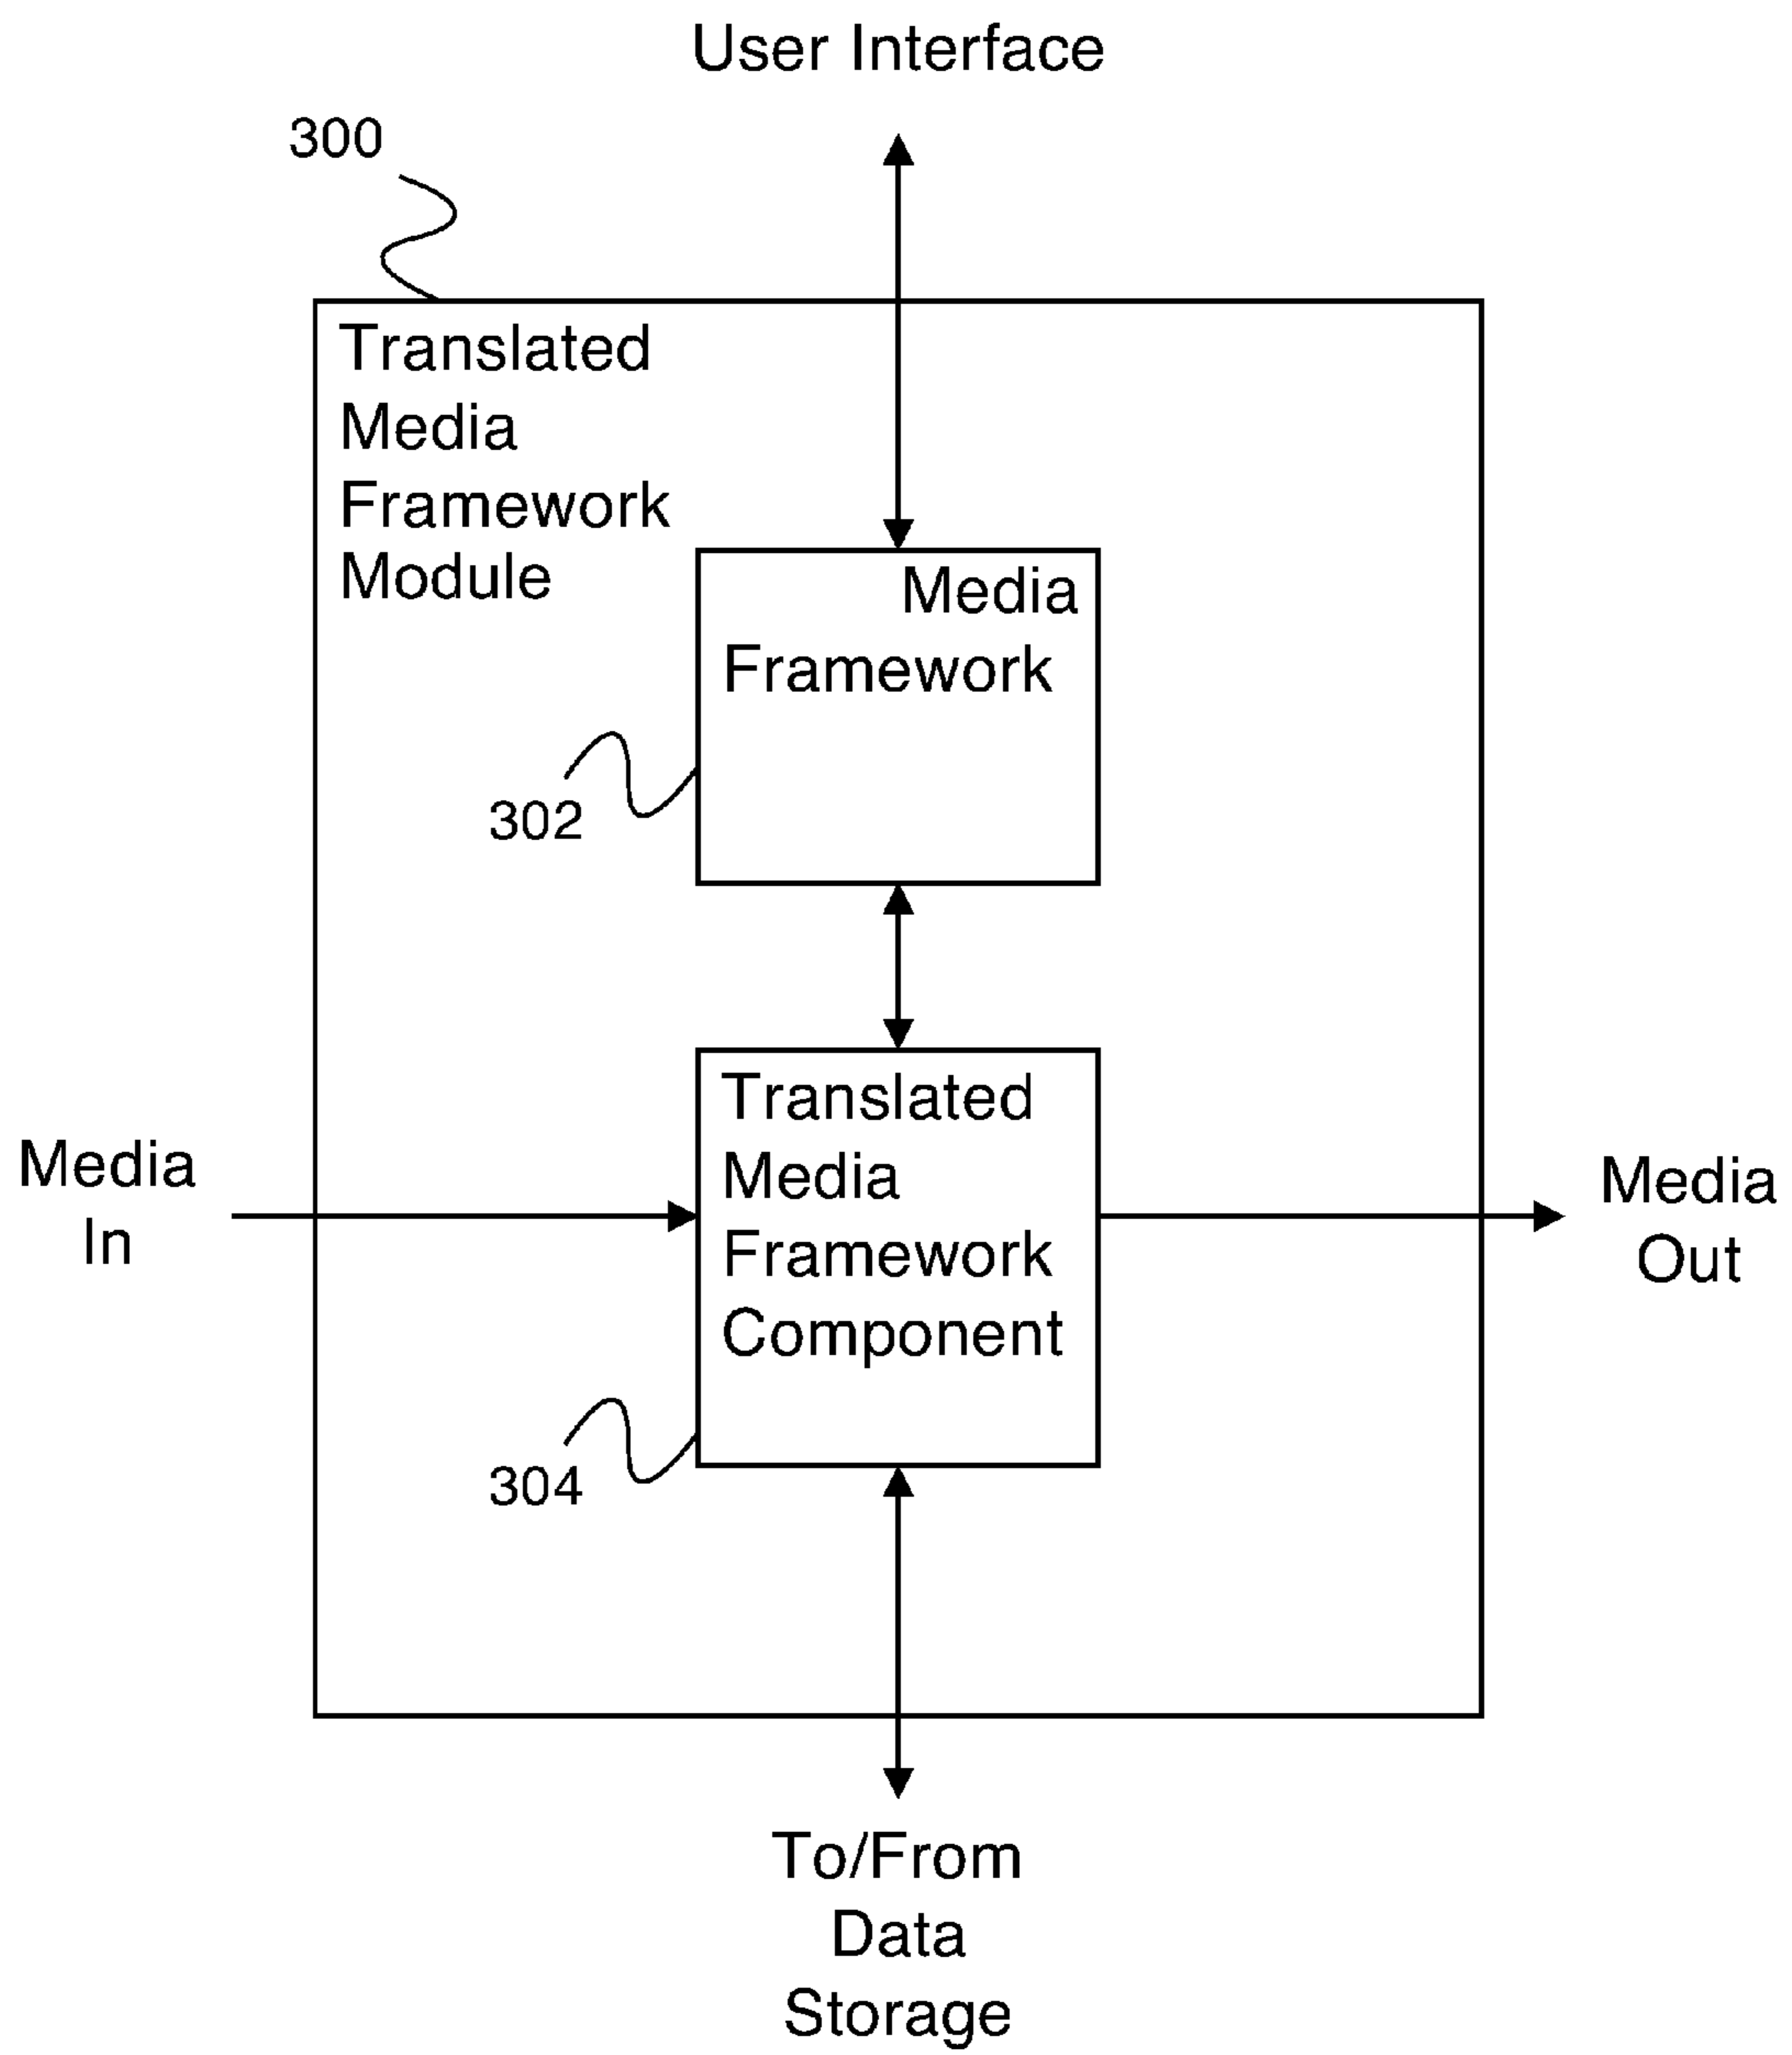 User Interface
300
Translated
Media
Framework
Module
Media
Framework
302
Translated
Media
Framework
Component
304
Media
In
Media
Out
To/From
Data
Storage